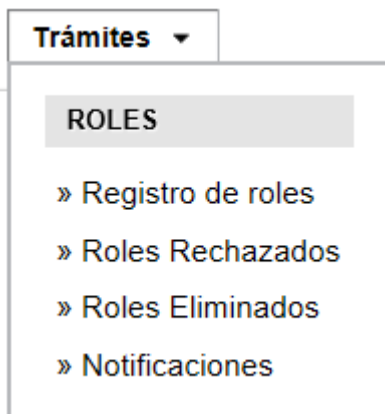 Trámites
ROLES
» Registro de roles
» Roles Rechazados
» Roles Eliminados
» Notificaciones